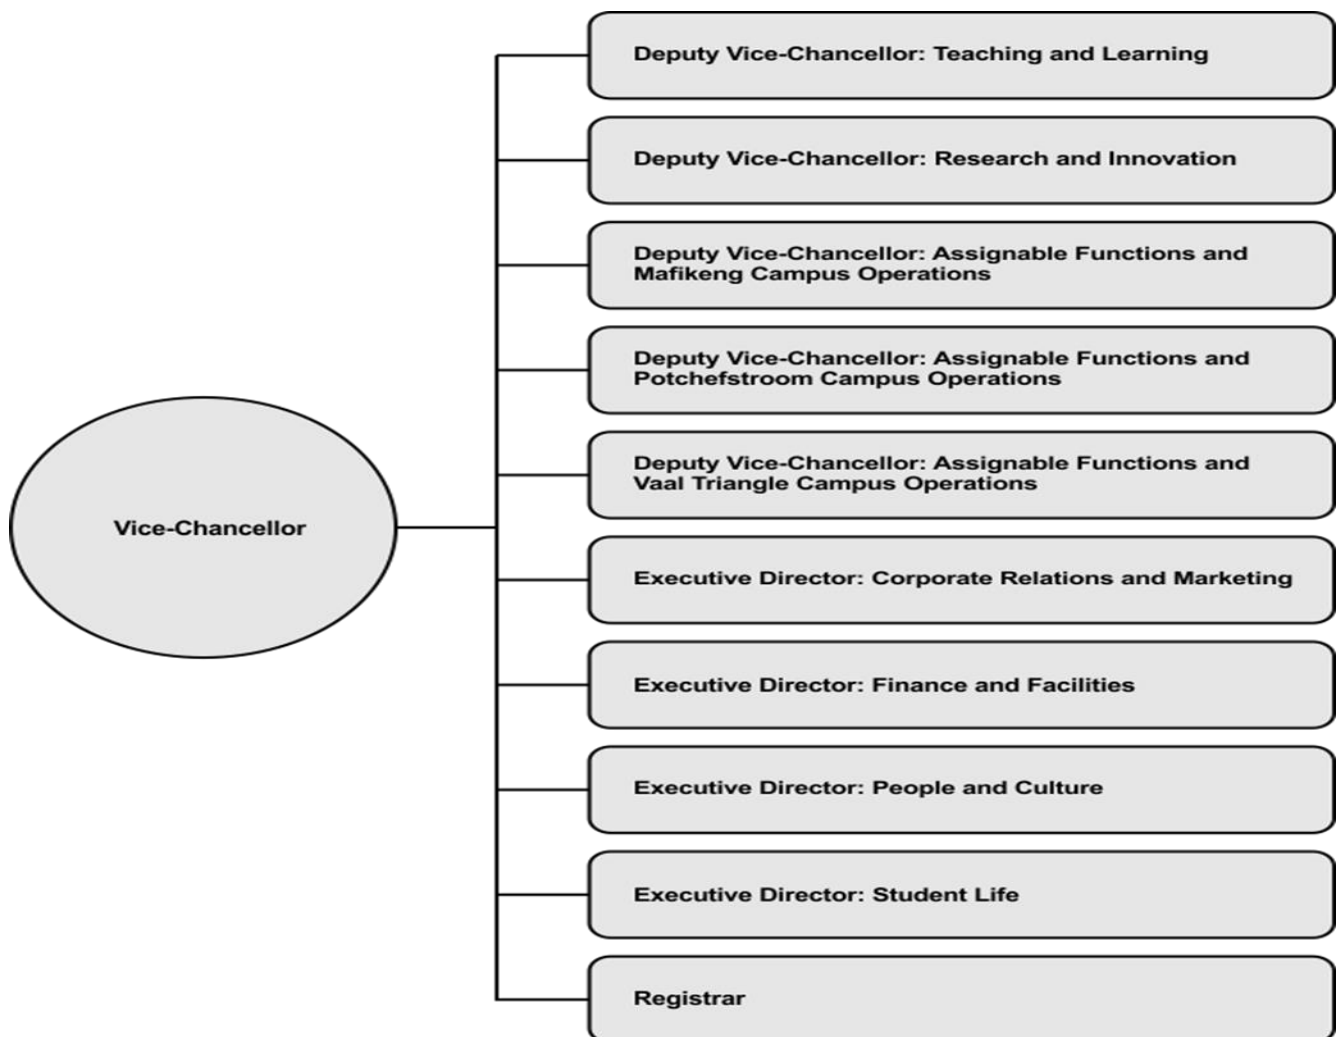 Deputy Vice-Chancellor: Teaching and Learning
Deputy Vice-Chancellor: Research and Innovation
Deputy Vice-Chancellor: Assignable Functions and
Mafikeng Campus Operations
Deputy Vice-Chancellor: Assignable Functions and
Potchefstroom Campus Operations
Deputy Vice-Chancellor: Assignable Functions and
Vaal Triangle Campus Operations
Vice-Chancellor
Executive Director: Corporate Relations and Marketing
Executive Director: Finance and Facilities
Executive Director: People and Culture
Executive Director: Student Life
Registrar